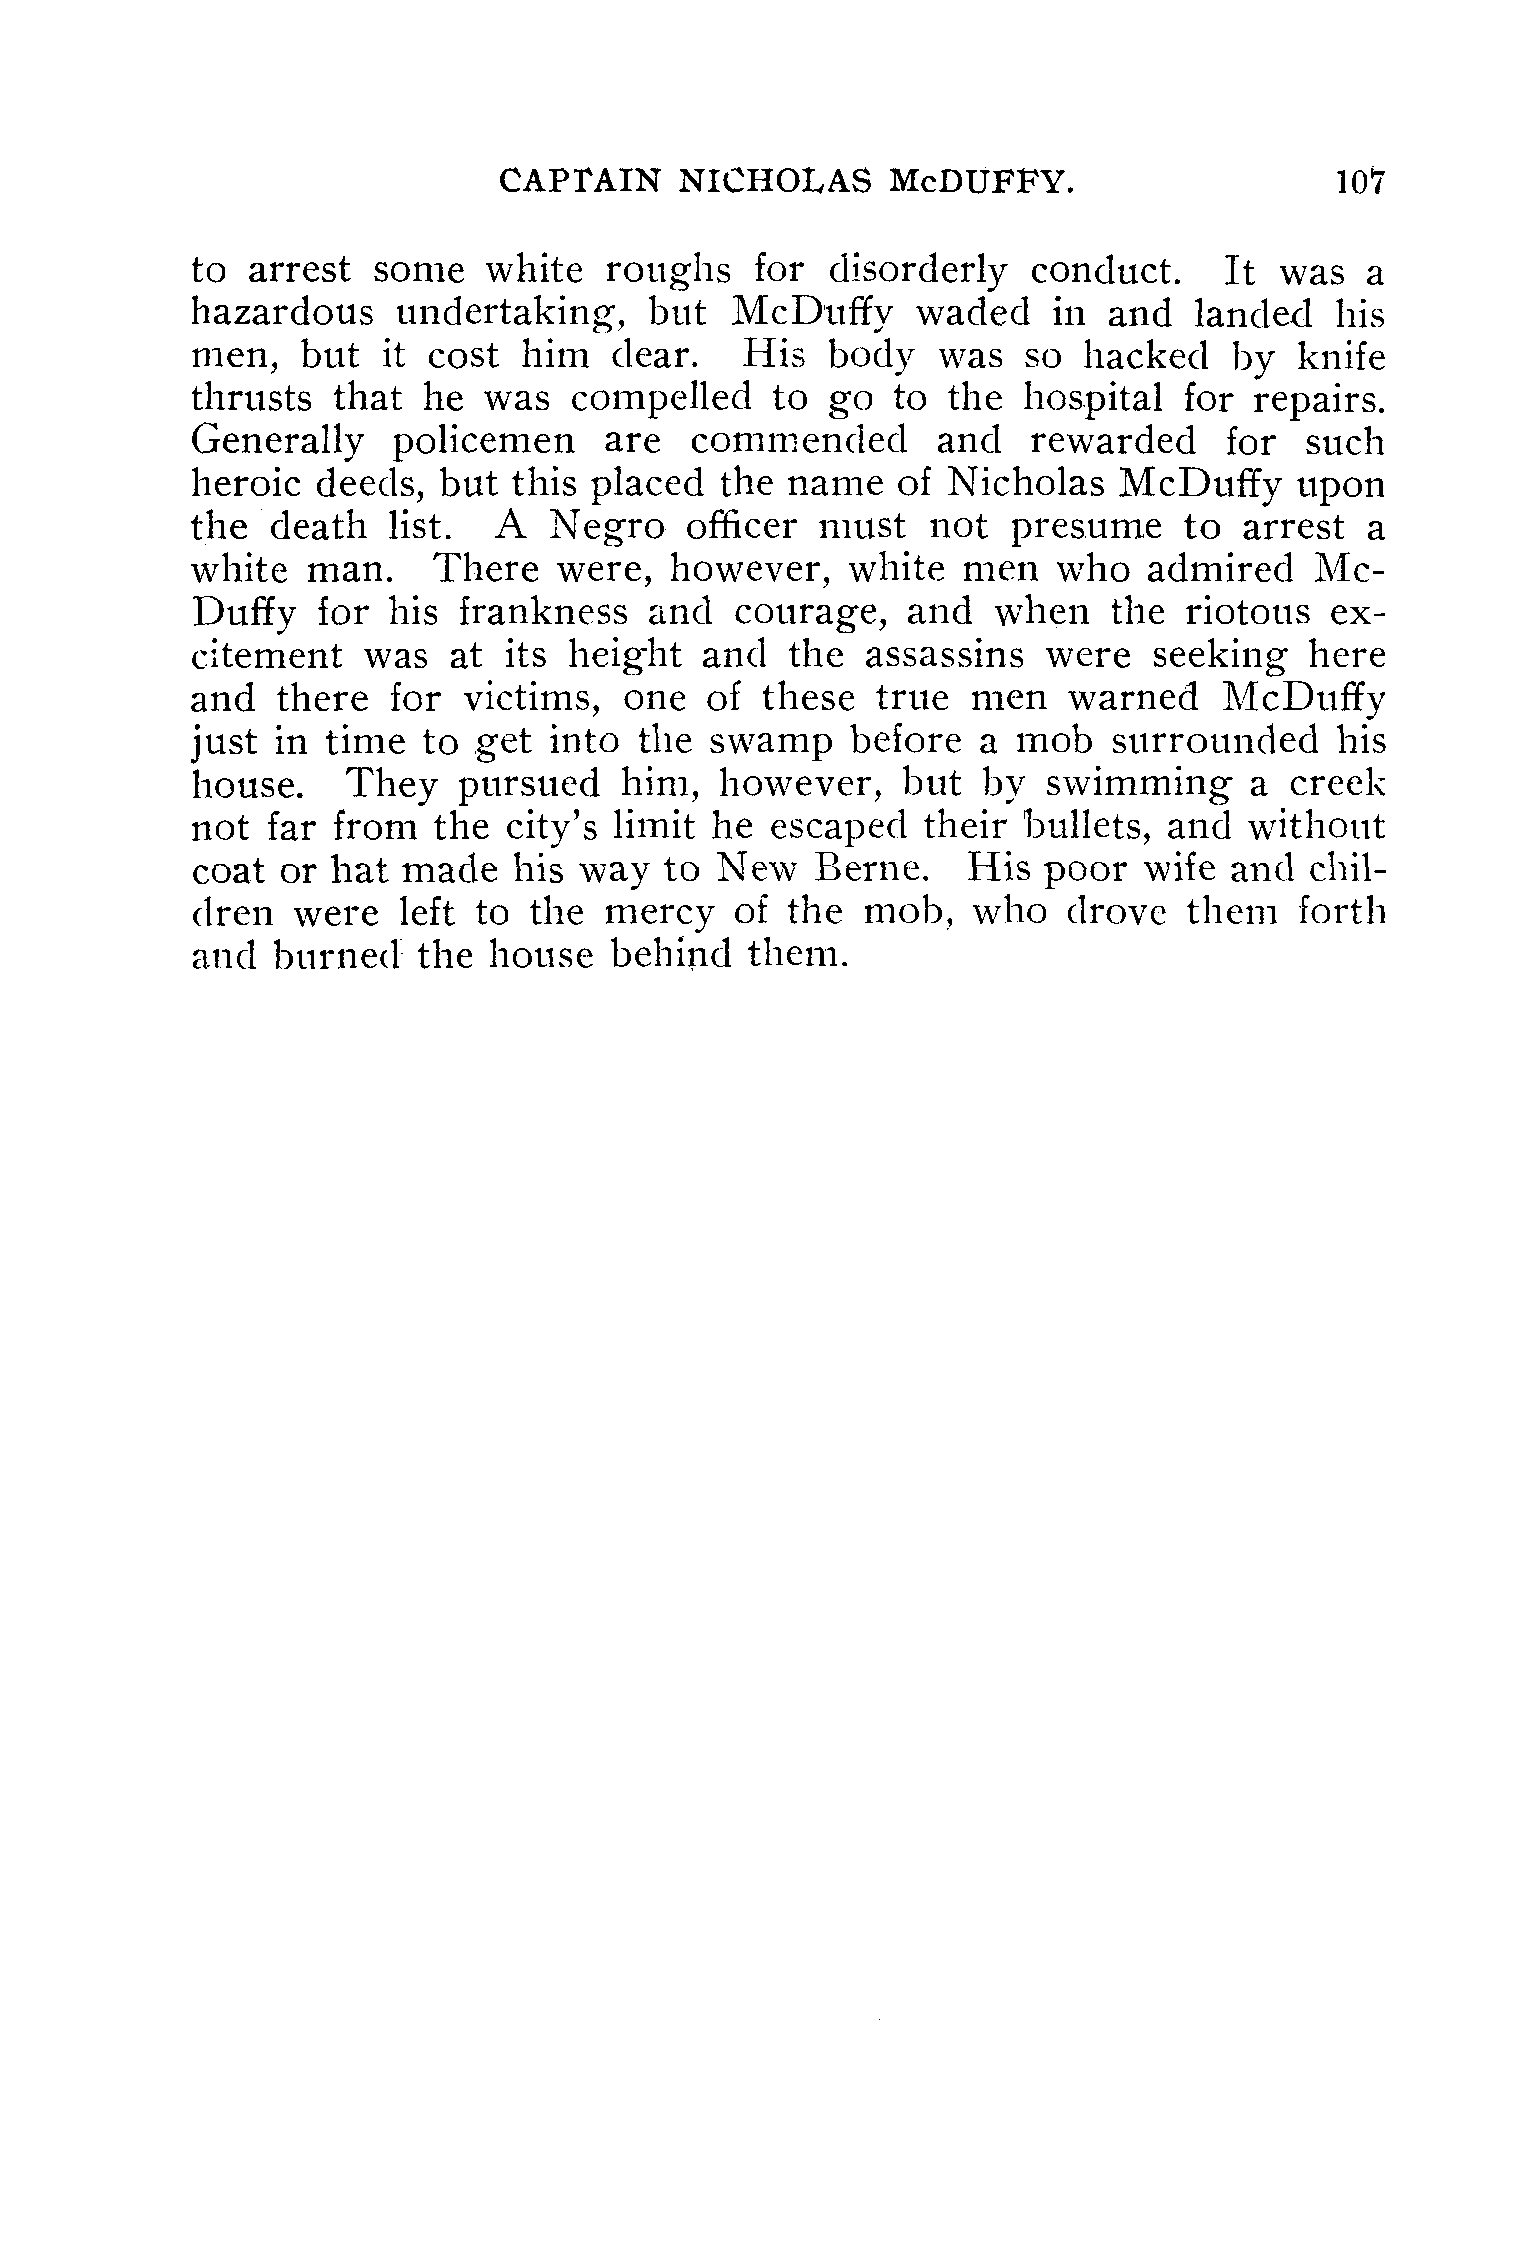 CAPTAIN NICHOLAS McDUFFY. 107
to arrest some white roughs for disorderly conduct. It was a
hazardous undertaking, but McDuffy waded in and landed his
men, but it cost him dear. His body was so hacked by knife
thrusts that he was compelled to go to the hospital for repairs.
Generally policemen are commended and rewarded for such
heroic deeds, but this placed the name of Nicholas McDuffy upon
the death list. A Negro officer must not presume to arrest a
white man. There were, however, white men who admired Mc-
Duffy for his frankness and courage, and when the riotous ex-
citement was at its height and the assassins were seeking here
and there for victims, one of these true men warned McDuffy
just in time to get into the swamp before a mob surrounded his
house. They pursued him, however, but by swimming a creek
not far from the city's limit he escaped their bullets, and without
coat or hat made his way to New Berne. His poor wife and chil-
dren were left to the mercy of the mob, who drove them forth
and burned the house behind them.